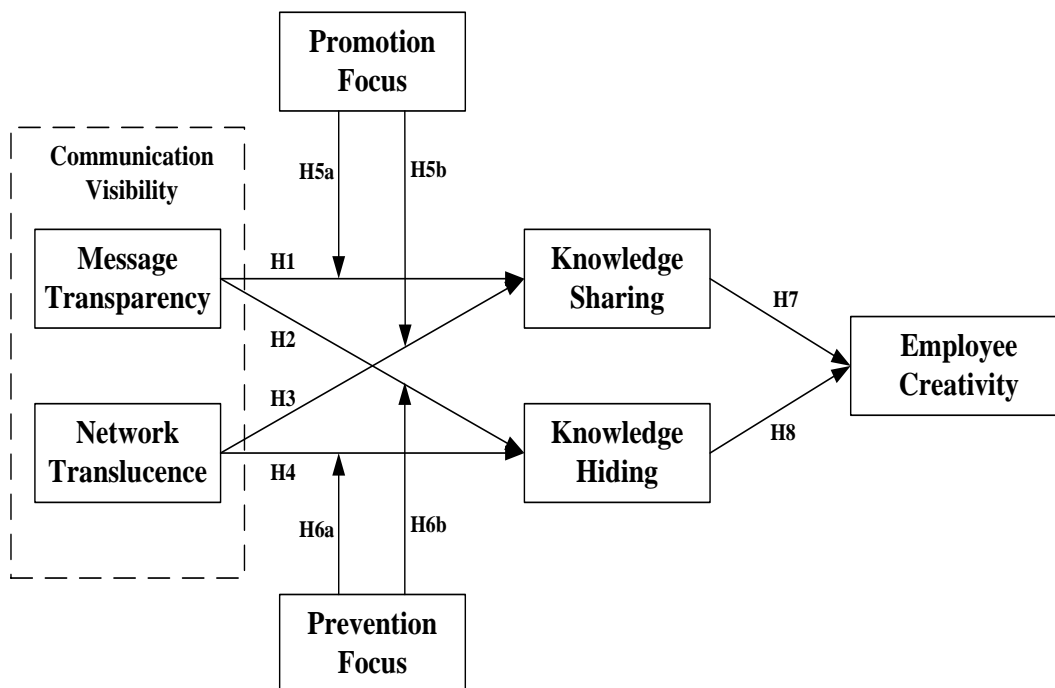 Promotion
Focus
Communication
Visibility
H5a
H5b
Message
Transparency
H1
Knowledge
Sharing
H7
H2
Employee
Creativity
H3
Network
Translucence
H4
Knowledge
Hiding
H8
H6a
H6b
Prevention
Focus